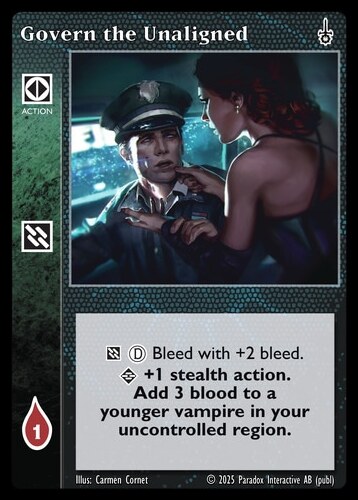 Govern the Unaligned
ACTION
D Bleed with +2 bleed.
+1 stealth action.
Add 3 blood to a
younger vampire in your
uncontrolled region.
1
Illus: Carmen Cornet © 2025 Paradox Interactive AB (publ)